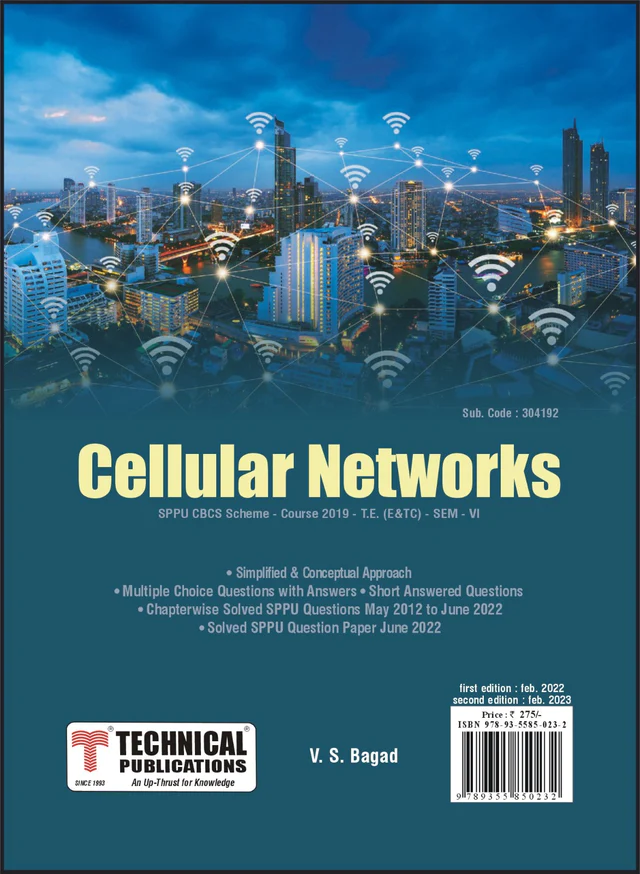 Sub. Code : 304192
Cellular Networks
SPPU CBCS Scheme - Course 2019 - T.E. (E&TC) - SEM - VI
• Simplified & Conceptual Approach
• Multiple Choice Questions with Answers • Short Answered Questions
• Chapterwise Solved SPPU Questions May 2012 to June 2022
• Solved SPPU Question Paper June 2022
first edition : feb. 2022
second edition : feb. 2023
Price : ₹ 275/-
ISBN 978-93-5585-023-2
9 789355 850232
TECHNICAL®
PUBLICATIONS®
SINCE 1993 An Up-Thrust for Knowledge
V. S. Bagad